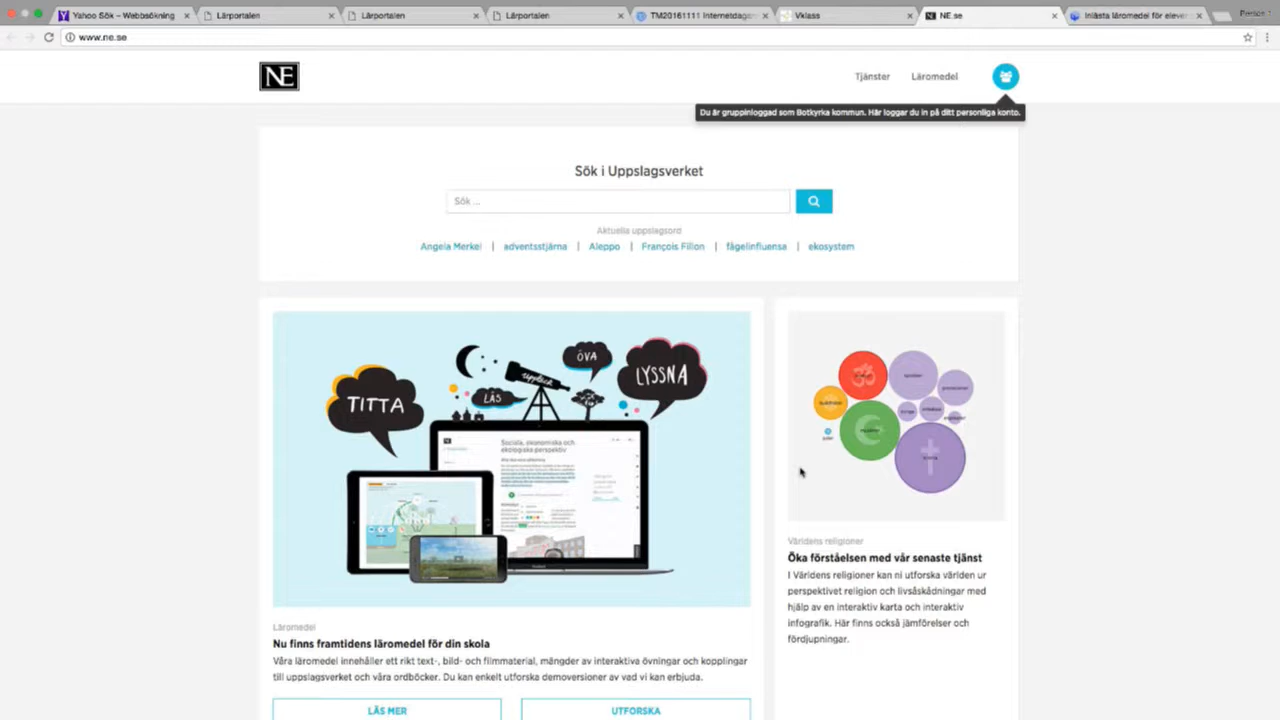 Yahoo Sök - Webbsökning
Lärportalen
Lärportalen
Lärportalen
TM20161111 Internetdagar
Vklass
NE.se
Inlästa läromedel för elever
Person 1
www.ne.se
NE
Tjänster
Läromedel
Du är gruppinloggad som Botkyrka kommun. Här loggar du in på ditt personliga konto.
Sök i Uppslagsverket
Sök ...
Aktuella uppslagsord
Angela Merkel | adventsstjärna | Aleppo | François Fillon | fågelinfluensa | ekosystem
TITTA
LÄS
upptäck
ÖVA
LYSSNA
Sociala, ekonomiska och
ekologiska perspektiv
Läromedel
Nu finns framtidens läromedel för din skola
Våra läromedel innehåller ett rikt text-, bild- och filmmaterial, mängder av interaktiva övningar och kopplingar
till uppslagsverket och våra ordböcker. Du kan enkelt utforska demoversioner av vad vi kan erbjuda.
LÄS MER
UTFORSKA
Världens religioner
Öka förståelsen med vår senaste tjänst
I Världens religioner kan ni utforska världen ur
perspektivet religion och livsåskådningar med
hjälp av en interaktiv karta och interaktiv
infografik. Här finns också jämförelser och
fördjupningar.